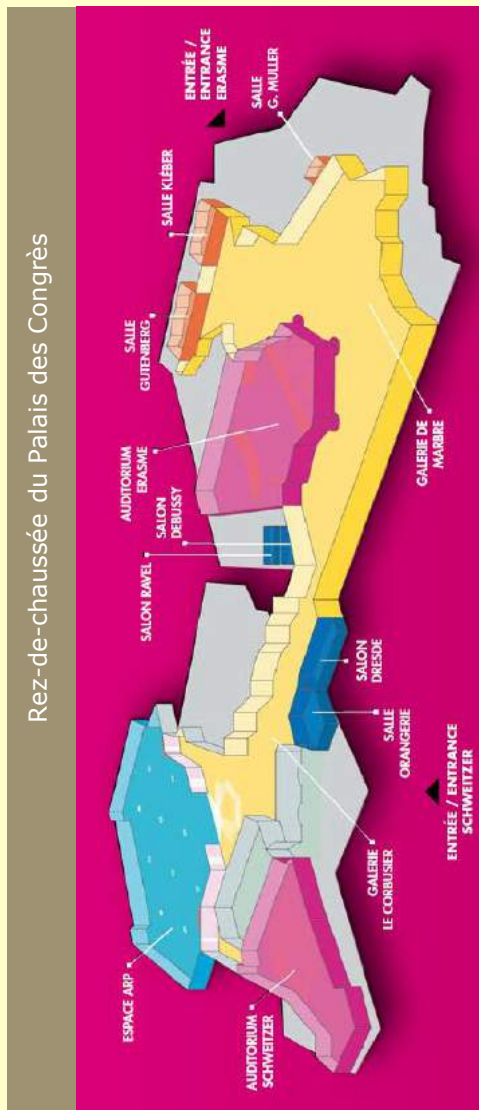 Rez-de-chaussée du Palais des Congrès
ESPACE ARP
AUDITORIUM
SCHWEITZER
GALERIE
LE CORBUSIER
ENTRÉE / ENTRANCE
SCHWEITZER
SALLE
ORANGERIE
SALON
DRESDE
SALON RAVEL
SALON
DEBUSSY
AUDITORIUM
ERASME
GALERIE DE
MARBRE
SALLE
GUTENBERG
SALLE KLÉBER
ENTRÉE /
ENTRANCE
ERASME
SALLE
G. MULLER